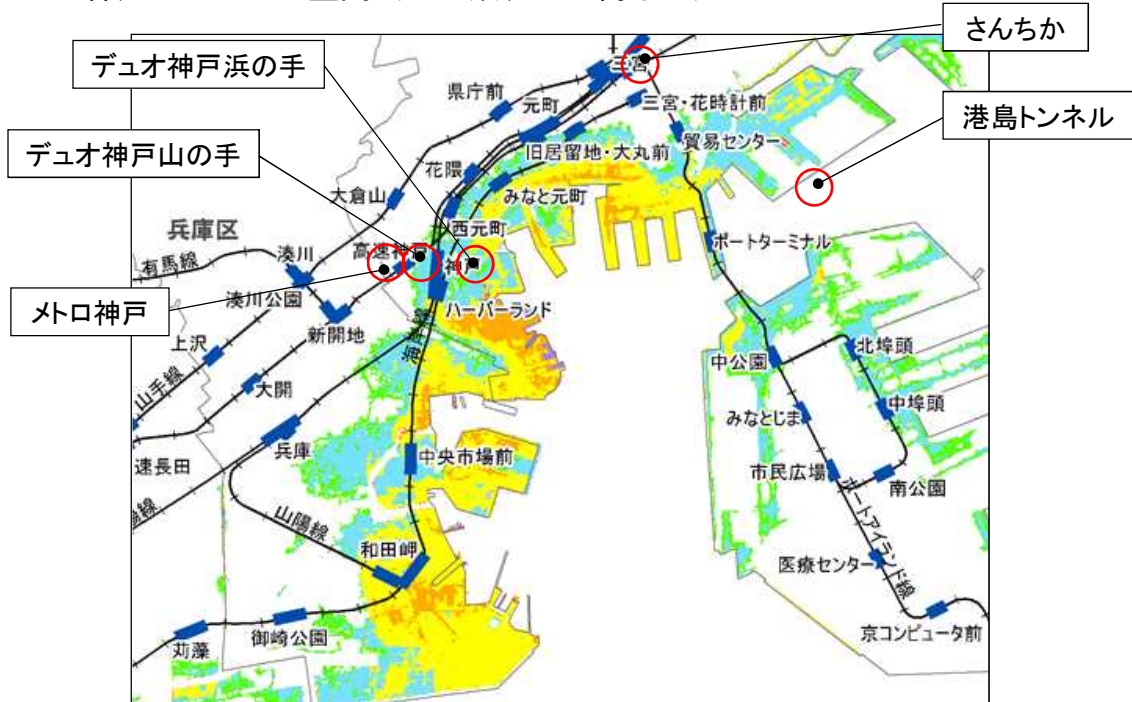 さんちか
デュオ神戸浜の手
港島トンネル
デュオ神戸山の手
メトロ神戸
三宮
県庁前
元町
三宮・花時計前
貿易センター
旧居留地・大丸前
花隈
みなと元町
大倉山
西元町
兵庫区
高速神戸
神戸
ポートターミナル
湊川
有馬線
湊川公園
ハーバーランド
新開地
海岸線
上沢
北埠頭
中公園
山手線
大開
中埠頭
みなとじま
兵庫
中央市場前
速長田
市民広場
南公園
山陽線
ポートアイランド線
和田岬
医療センター
御崎公園
苅藻
京コンピュータ前